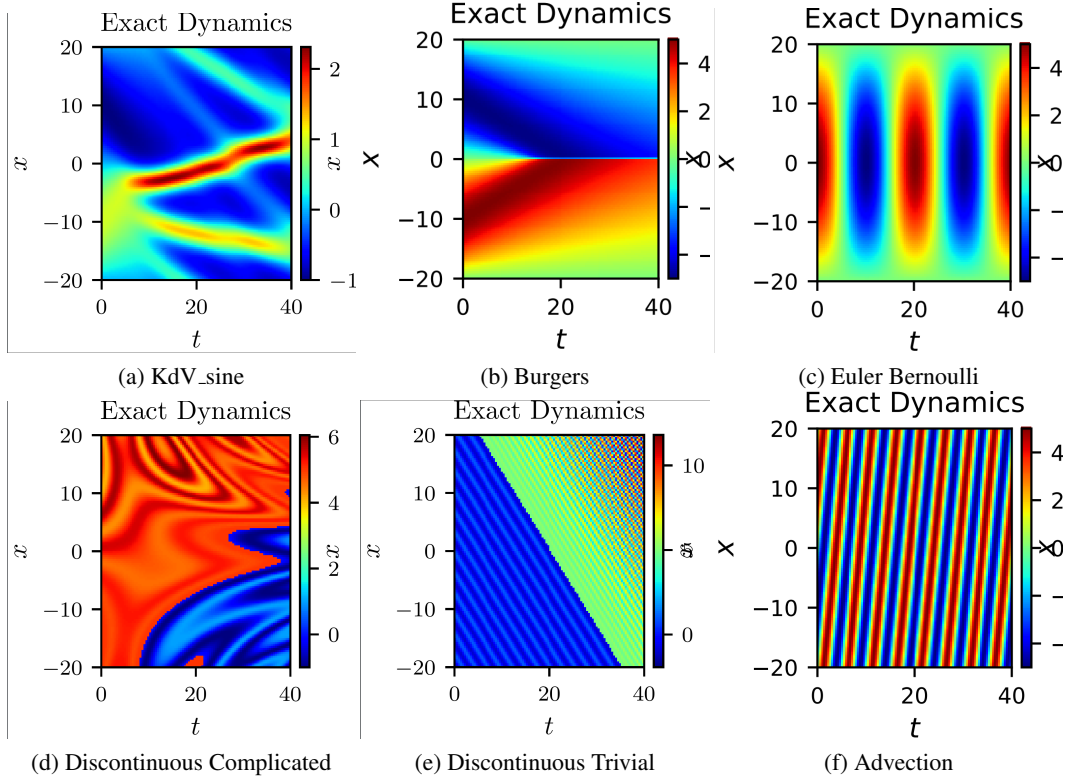 Exact Dynamics
20
10
0
−10
−20
x
0
20
40
t
2
1
0
−1
x
(a) KdV_sine
Exact Dynamics
20
10
0
−10
−20
x
0
20
40
t
4
2
0
−
−
x
(b) Burgers
Exact Dynamics
20
10
0
−10
−20
x
0
20
40
t
4
2
0
−
−
(c) Euler Bernoulli
Exact Dynamics
20
10
0
−10
−20
x
0
20
40
t
6
4
2
0
x
(d) Discontinuous Complicated
Exact Dynamics
20
10
0
−10
−20
x
0
20
40
t
10
0
(e) Discontinuous Trivial
Exact Dynamics
20
10
0
−10
−20
x
0
20
40
t
4
2
0
−
−
(f) Advection